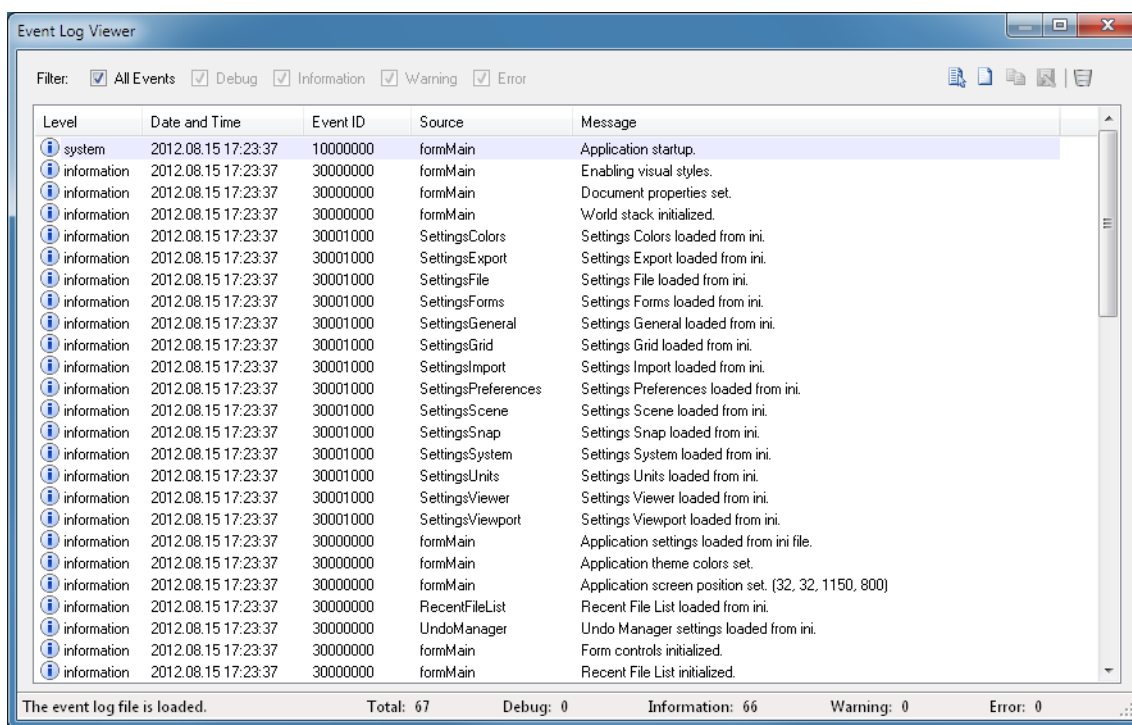 Event Log Viewer
Filter: All Events Debug Information Warning Error
Level Date and Time Event ID Source Message
system 2012.08.15 17:23:37 10000000 formMain Application startup.
information 2012.08.15 17:23:37 30000000 formMain Enabling visual styles.
information 2012.08.15 17:23:37 30000000 formMain Document properties set.
information 2012.08.15 17:23:37 30000000 formMain World stack initialized.
information 2012.08.15 17:23:37 30001000 SettingsColors Settings Colors loaded from ini.
information 2012.08.15 17:23:37 30001000 SettingsExport Settings Export loaded from ini.
information 2012.08.15 17:23:37 30001000 SettingsFile Settings File loaded from ini.
information 2012.08.15 17:23:37 30001000 SettingsForms Settings Forms loaded from ini.
information 2012.08.15 17:23:37 30001000 SettingsGeneral Settings General loaded from ini.
information 2012.08.15 17:23:37 30001000 SettingsGrid Settings Grid loaded from ini.
information 2012.08.15 17:23:37 30001000 SettingsImport Settings Import loaded from ini.
information 2012.08.15 17:23:37 30001000 SettingsPreferences Settings Preferences loaded from ini.
information 2012.08.15 17:23:37 30001000 SettingsScene Settings Scene loaded from ini.
information 2012.08.15 17:23:37 30001000 SettingsSnap Settings Snap loaded from ini.
information 2012.08.15 17:23:37 30001000 SettingsSystem Settings System loaded from ini.
information 2012.08.15 17:23:37 30001000 SettingsUnits Settings Units loaded from ini.
information 2012.08.15 17:23:37 30001000 SettingsViewer Settings Viewer loaded from ini.
information 2012.08.15 17:23:37 30001000 SettingsViewport Settings Viewport loaded from ini.
information 2012.08.15 17:23:37 30000000 formMain Application settings loaded from ini file.
information 2012.08.15 17:23:37 30000000 formMain Application theme colors set.
information 2012.08.15 17:23:37 30000000 formMain Application screen position set. (32, 32, 1150, 800)
information 2012.08.15 17:23:37 30000000 RecentFileList Recent File List loaded from ini.
information 2012.08.15 17:23:37 30000000 UndoManager Undo Manager settings loaded from ini.
information 2012.08.15 17:23:37 30000000 formMain Form controls initialized.
information 2012.08.15 17:23:37 30000000 formMain Recent File List initialized.
The event log file is loaded. Total: 67 Debug: 0 Information: 66 Warning: 0 Error: 0